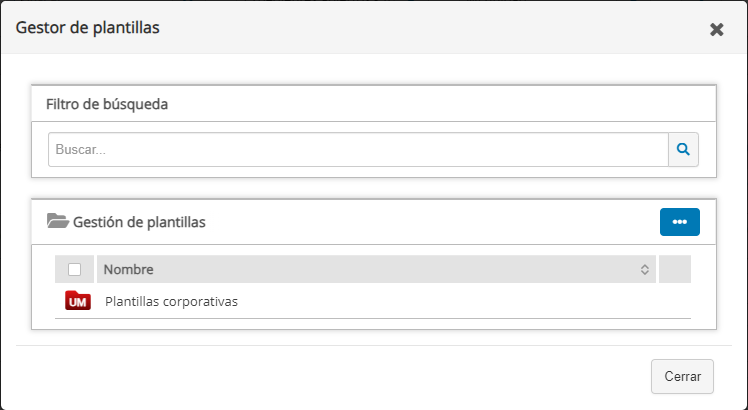 Gestor de plantillas
Filtro de búsqueda
Buscar...
Gestión de plantillas
Nombre
UM Plantillas corporativas
Cerrar